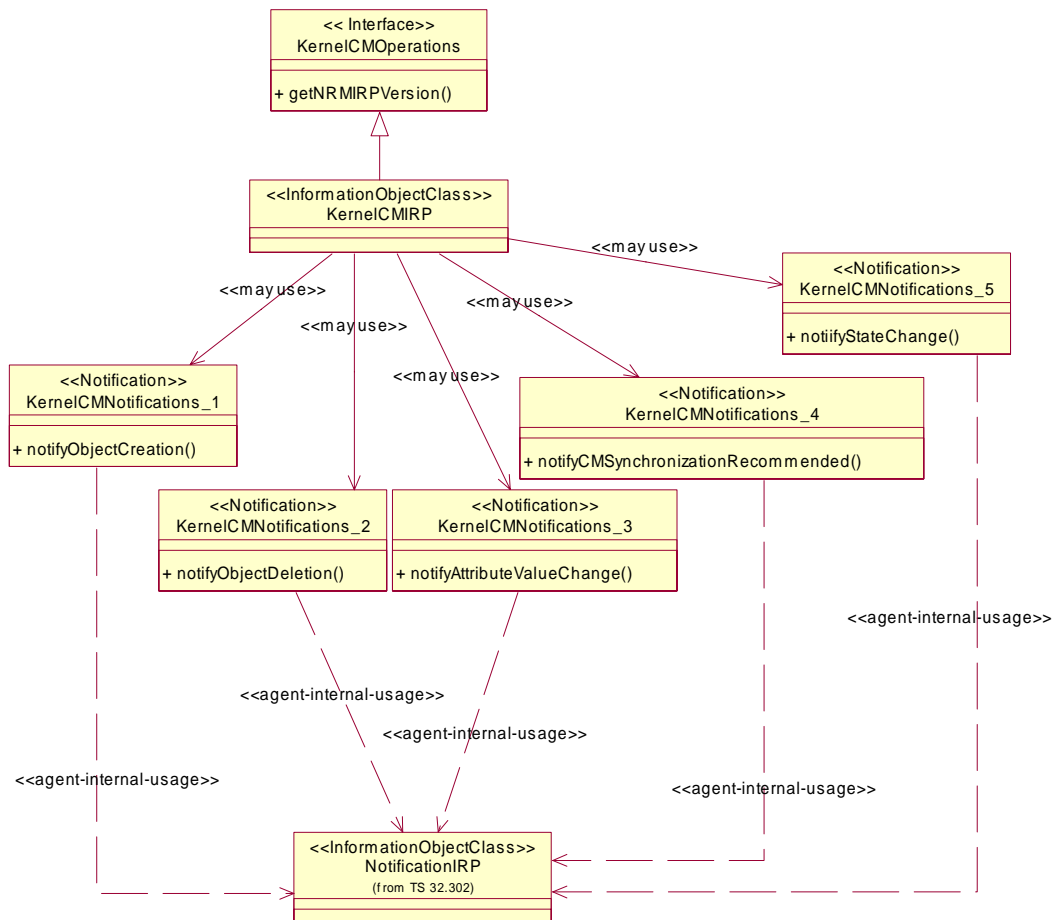 << Interface>>
KernelCMOperations
+ getNRMIRPVersion()
<<InformationObjectClass>>
KernelCMIRP
<<may use>>
<<Notification>>
KernelCMNotifications_5
+ notiifyStateChange()
<<may use>>
<<may use>>
<<may use>>
<<may use>>
<<Notification>>
KernelCMNotifications_1
+ notifyObjectCreation()
<<Notification>>
KernelCMNotifications_4
+ notifyCMSynchronizationRecommended()
<<Notification>>
KernelCMNotifications_2
+ notifyObjectDeletion()
<<Notification>>
KernelCMNotifications_3
+ notifyAttributeValueChange()
<<agent-internal-usage>>
<<agent-internal-usage>>
<<agent-internal-usage>>
<<agent-internal-usage>>
<<agent-internal-usage>>
<<InformationObjectClass>>
NotificationIRP
(from TS 32.302)